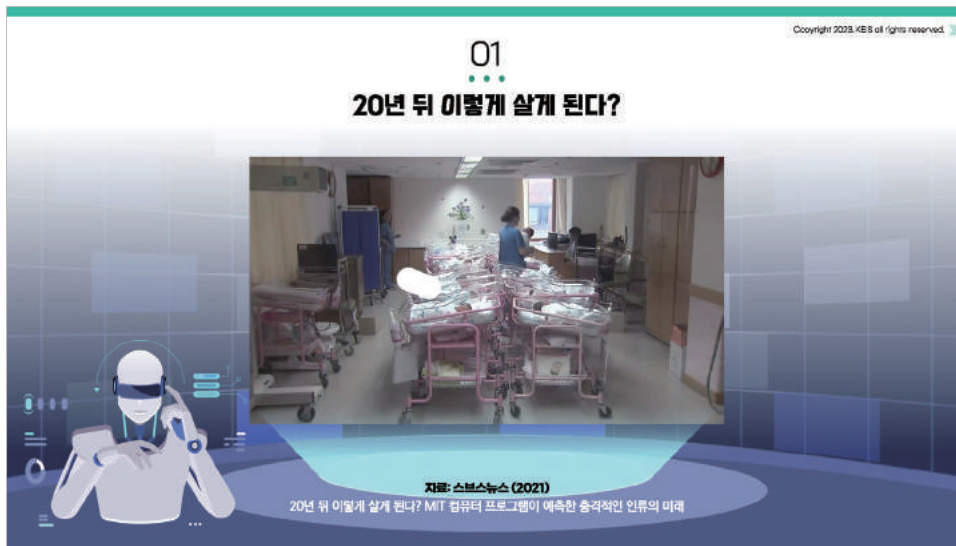 Copyright 2023. KBS all rights reserved.
01
20년 뒤 이렇게 살게 된다?
자료: 스브스뉴스 (2021)
20년 뒤 이렇게 살게 된다? MIT 컴퓨터 프로그램이 예측한 충격적인 인류의 미래